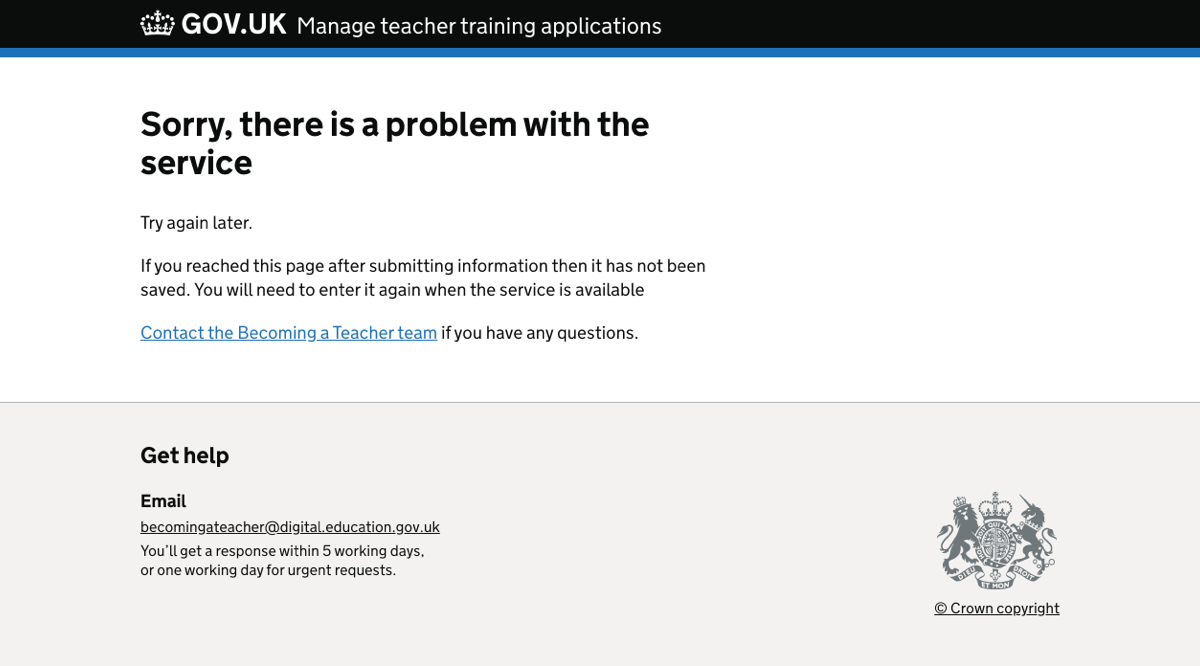 GOV.UK Manage teacher training applications
Sorry, there is a problem with the
service
Try again later.
If you reached this page after submitting information then it has not been
saved. You will need to enter it again when the service is available
Contact the Becoming a Teacher team if you have any questions.
Get help
Email
becomingateacher@digital.education.gov.uk
You’ll get a response within 5 working days,
or one working day for urgent requests.
DIEU ET MON DROIT
© Crown copyright